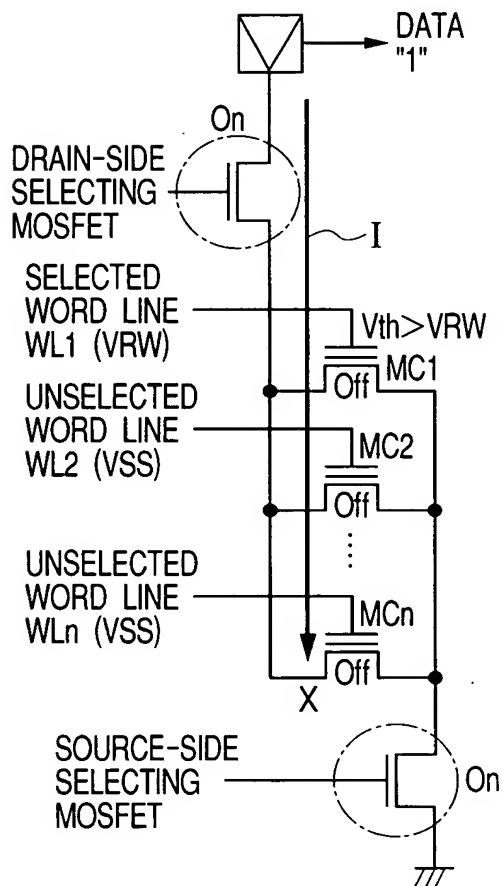 DATA
"1"
On
DRAIN-SIDE
SELECTING
MOSFET
I
SELECTED
WORD LINE
WL1 (VRW)
Vth>VRW
MC1
Off
UNSELECTED
WORD LINE
WL2 (VSS)
MC2
Off
UNSELECTED
WORD LINE
WLn (VSS)
MCn
Off
X
SOURCE-SIDE
SELECTING
MOSFET
On